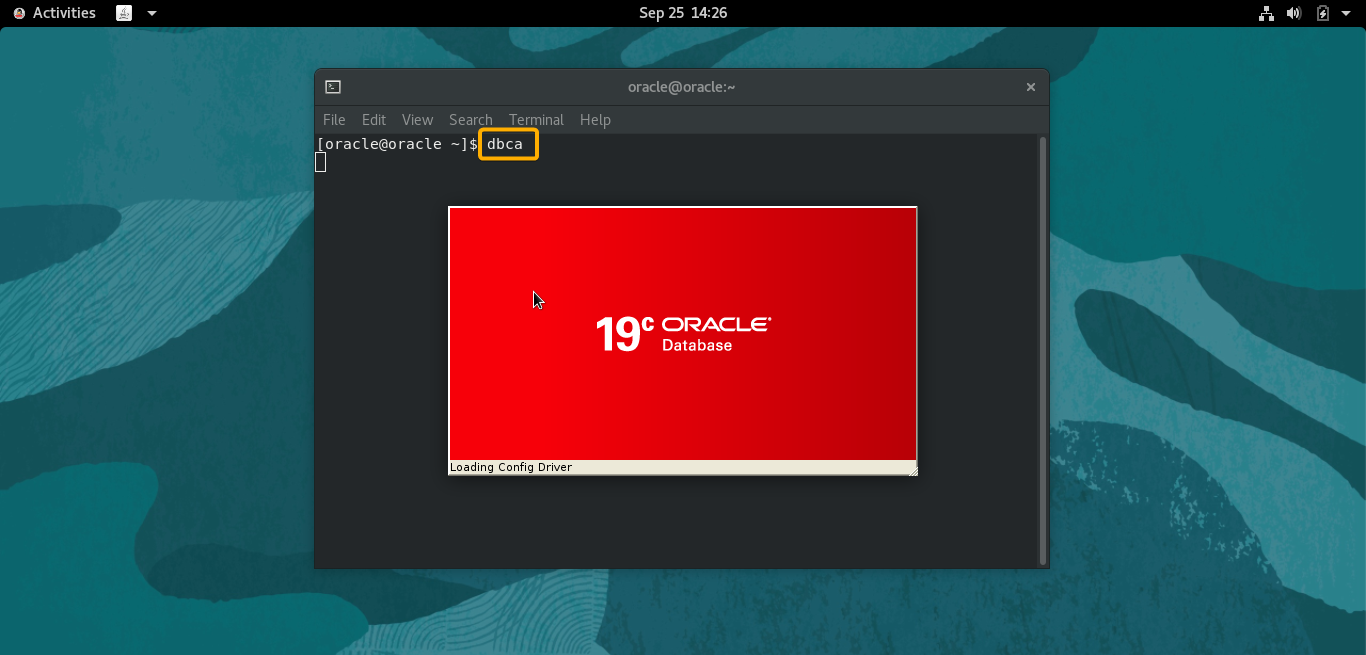 Activities
Sep 25 14:26
oracle@oracle:~
File Edit View Search Terminal Help
[oracle@oracle ~]$ dbca
19c ORACLE
Database
Loading Config Driver